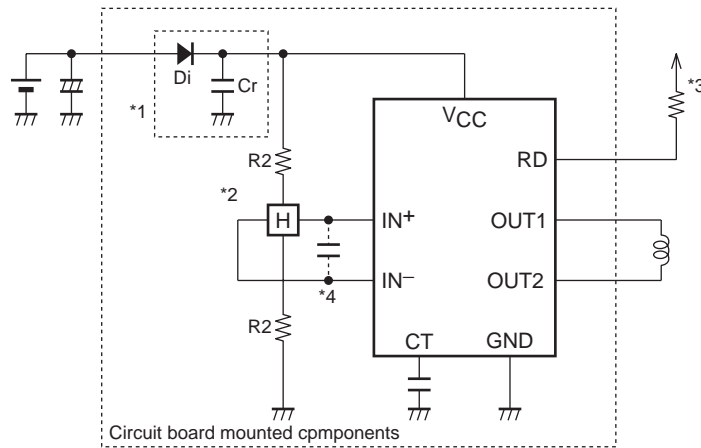 Di
Cr
*1
VCC
*3
R2
RD
*2
H
IN+
OUT1
IN−
OUT2
*4
R2
CT
GND
Circuit board mounted cpmponents